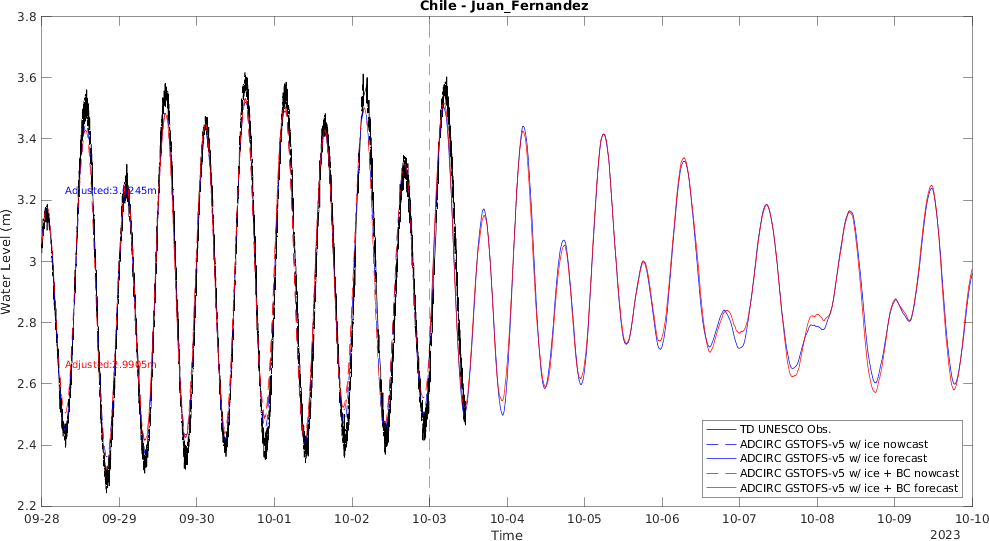 Chile - Juan_Fernandez
3.8
3.6
3.4
3.2
3
2.8
2.6
2.4
2.2
Water Level (m)
Adjusted:2.9905m
TD UNESCO Obs.
ADCIRC GSTOFS-v5 w/ ice nowcast
ADCIRC GSTOFS-v5 w/ ice forecast
ADCIRC GSTOFS-v5 w/ ice + BC nowcast
ADCIRC GSTOFS-v5 w/ ice + BC forecast
09-28 09-29 09-30 10-01 10-02 10-03 10-04 10-05 10-06 10-07 10-08 10-09 10-10
Time
2023